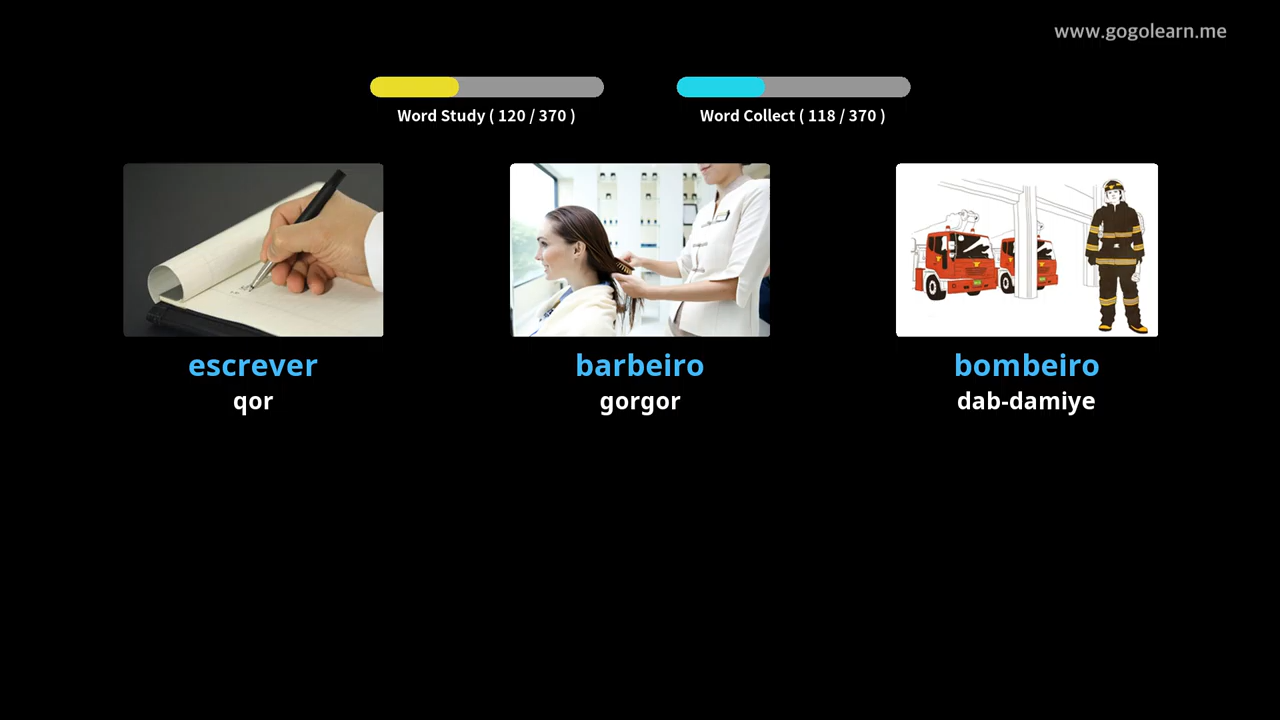 www.gogolearn.me
Word Study ( 120 / 370 )
Word Collect ( 118 / 370 )
escrever
qor
barbeiro
gorgor
bombeiro
dab-damiye